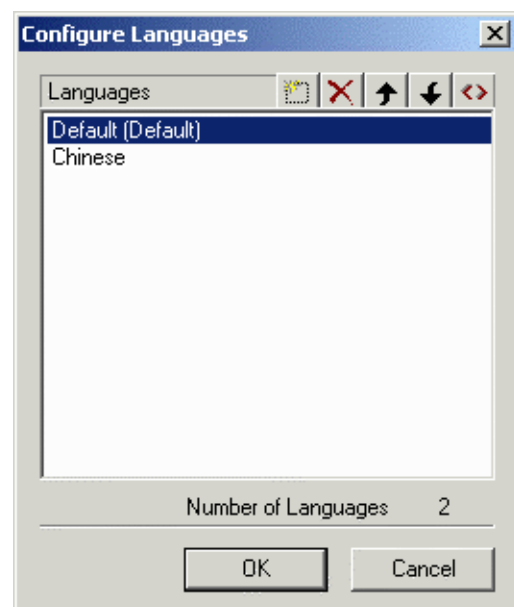 Configure Languages
Languages
Default (Default)
Chinese
Number of Languages 2
OK Cancel